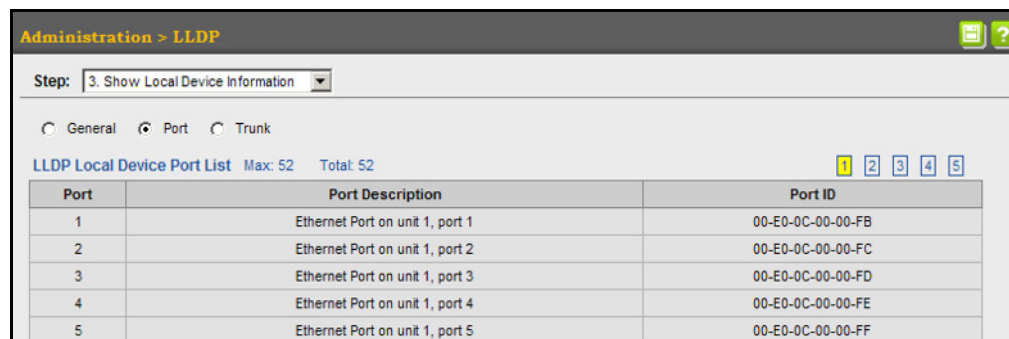 Administration > LLDP
?
Step: 3. Show Local Device Information
General Port Trunk
LLDP Local Device Port List Max: 52 Total: 52 1 2 3 4 5
Port Port Description Port ID
1 Ethernet Port on unit 1, port 1 00-E0-0C-00-00-FB
2 Ethernet Port on unit 1, port 2 00-E0-0C-00-00-FC
3 Ethernet Port on unit 1, port 3 00-E0-0C-00-00-FD
4 Ethernet Port on unit 1, port 4 00-E0-0C-00-00-FE
5 Ethernet Port on unit 1, port 5 00-E0-0C-00-00-FF